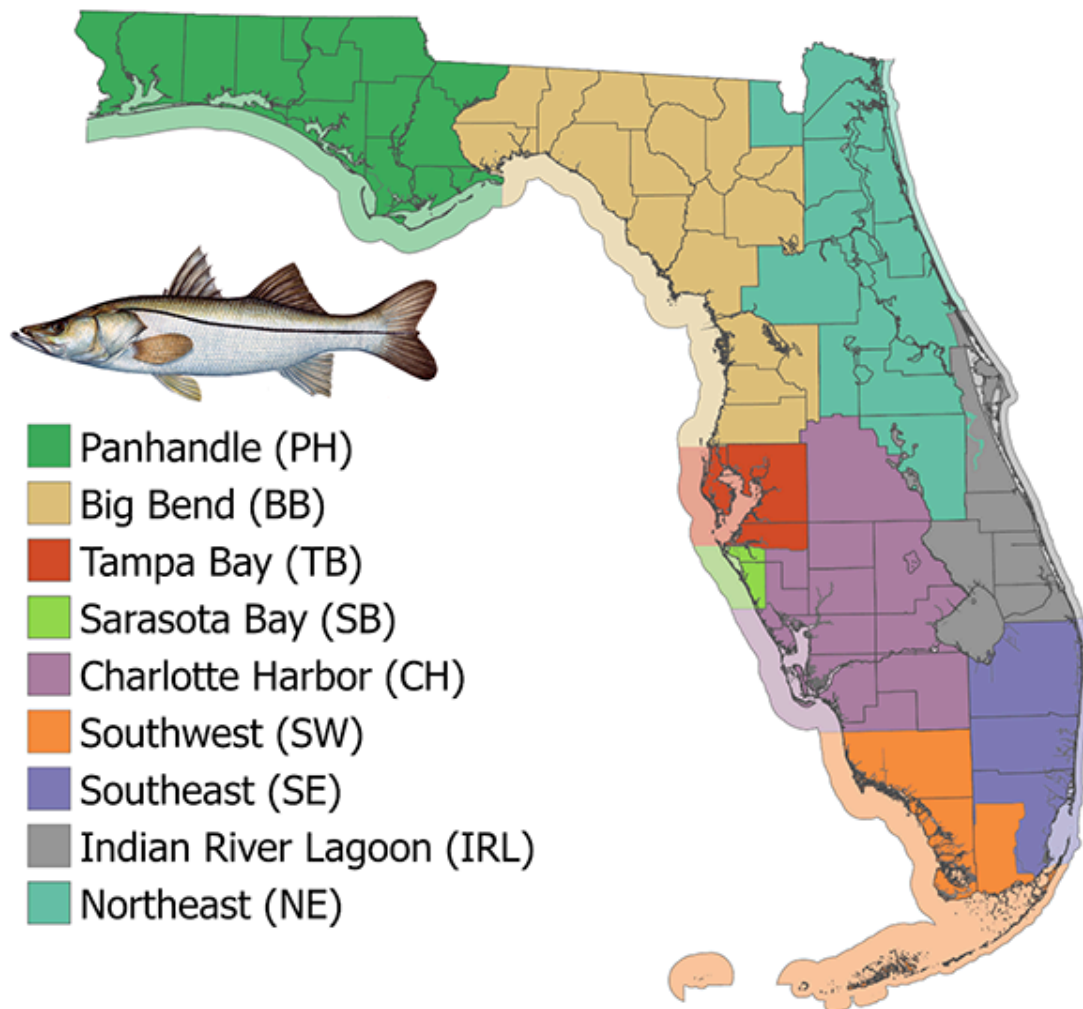 Panhandle (PH)
Big Bend (BB)
Tampa Bay (TB)
Sarasota Bay (SB)
Charlotte Harbor (CH)
Southwest (SW)
Southeast (SE)
Indian River Lagoon (IRL)
Northeast (NE)